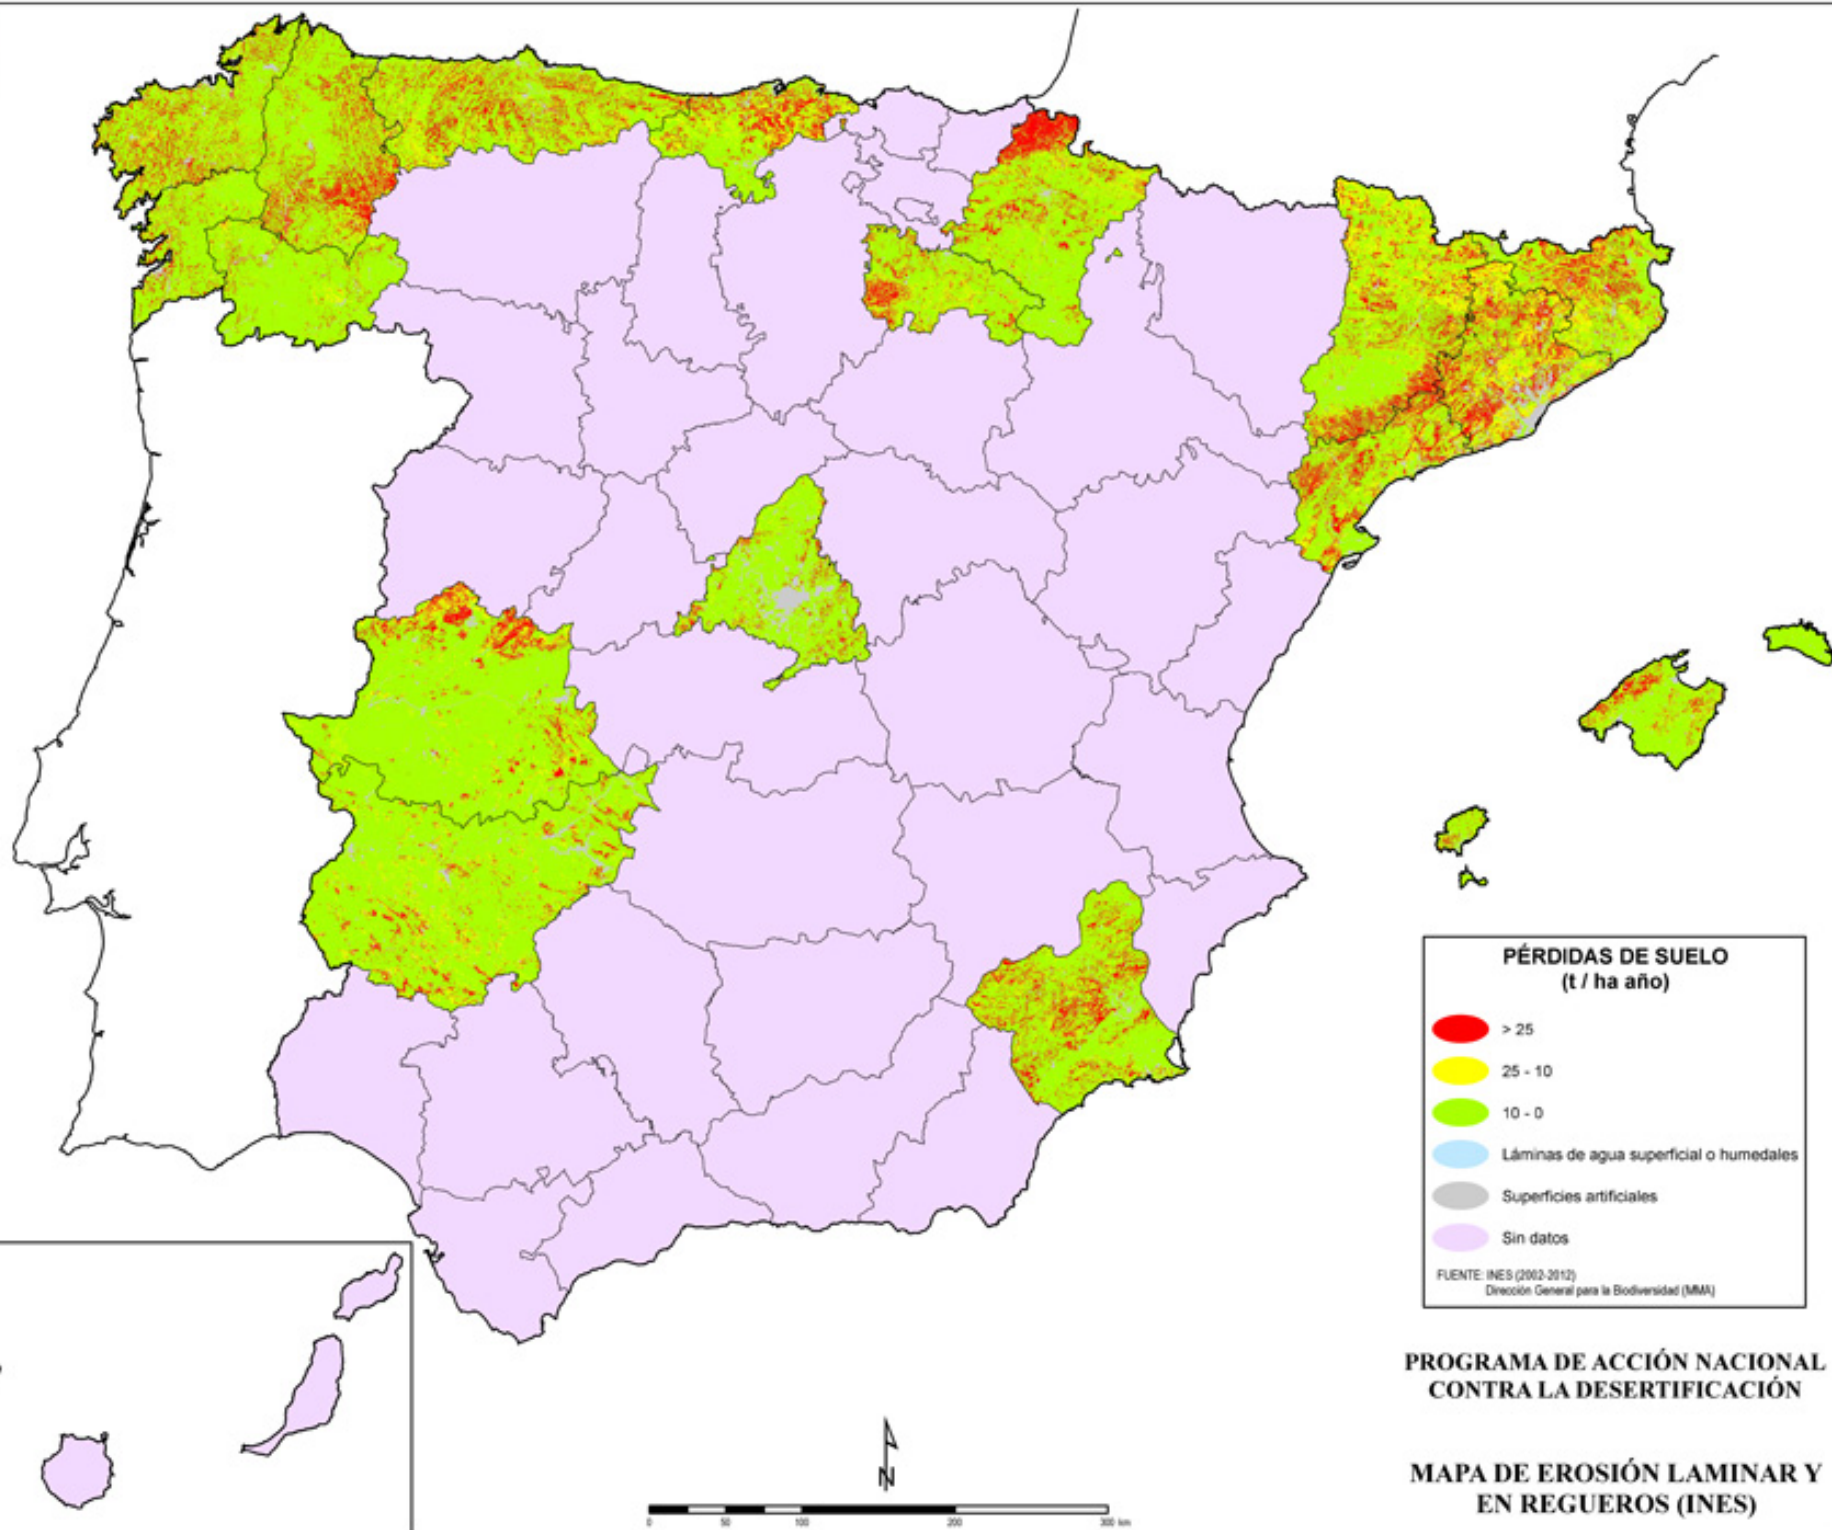 PÉRDIDAS DE SUELO
(t / ha año)
> 25
25 - 10
10 - 0
Láminas de agua superficial o humedales
Superficies artificiales
Sin datos
FUENTE: INES (2002-2012)
Dirección General para la Biodiversidad (MMA)
PROGRAMA DE ACCIÓN NACIONAL
CONTRA LA DESERTIFICACIÓN
MAPA DE EROSIÓN LAMINAR Y
EN REGUEROS (INES)
N
0 50 100 200 300 km